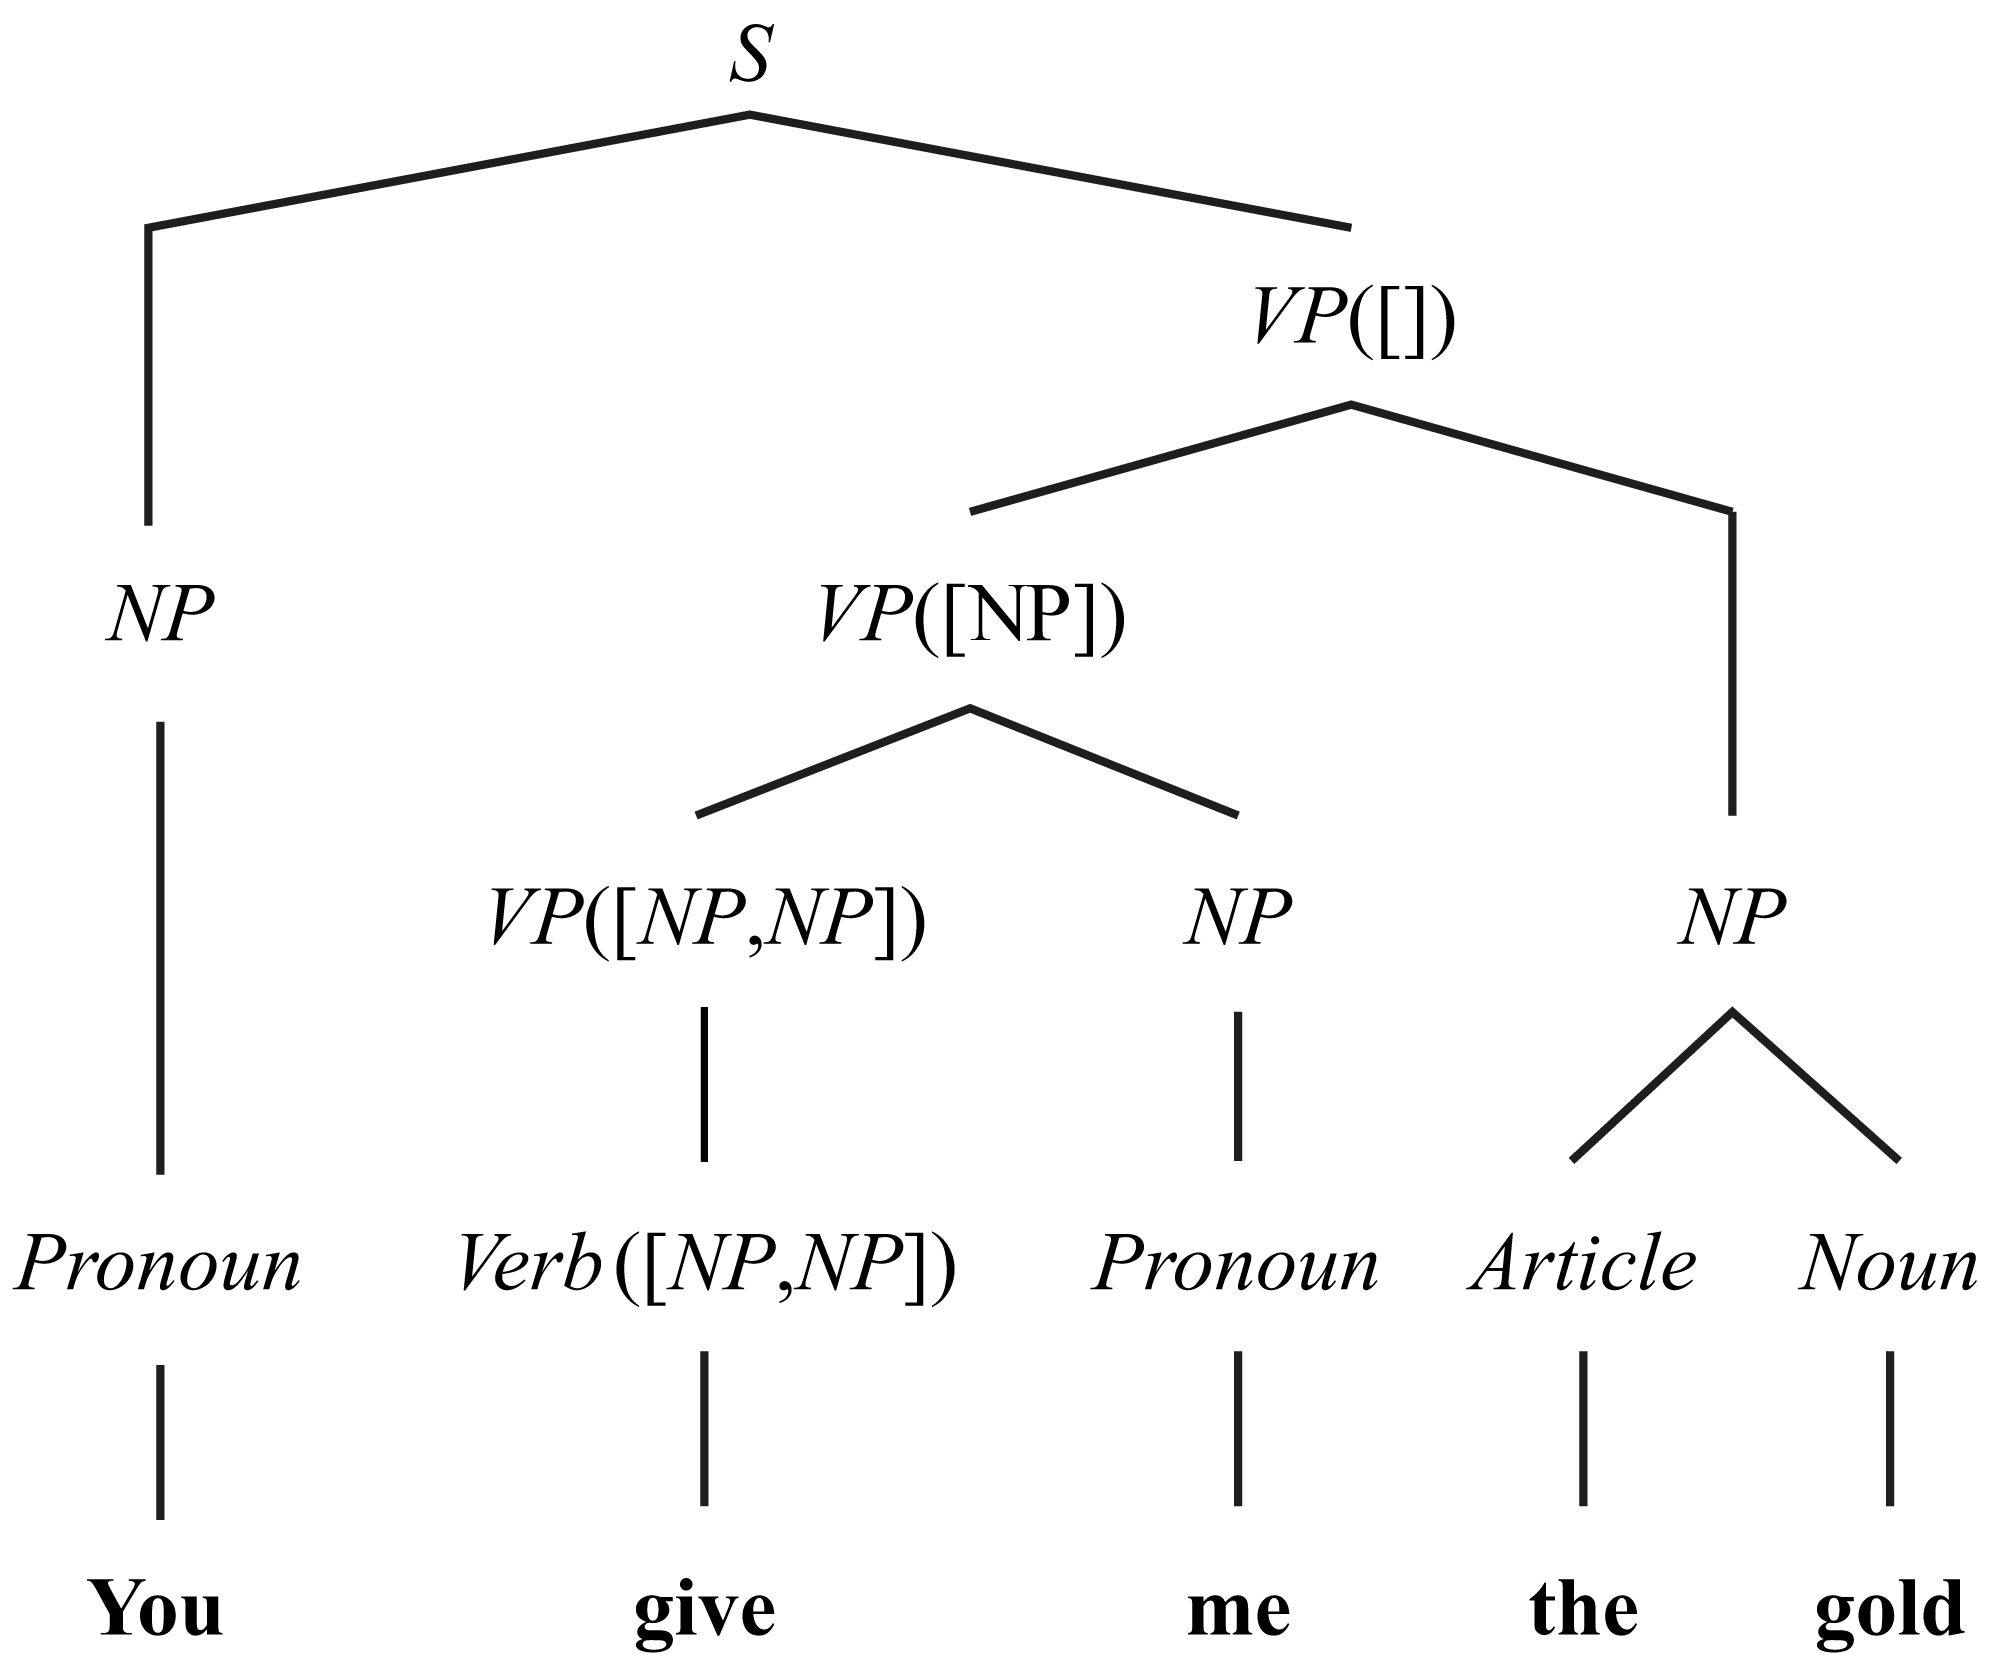 S
VP([])
NP VP([NP])
VP([NP,NP]) NP NP
Pronoun Verb([NP,NP]) Pronoun Article Noun
You give me the gold